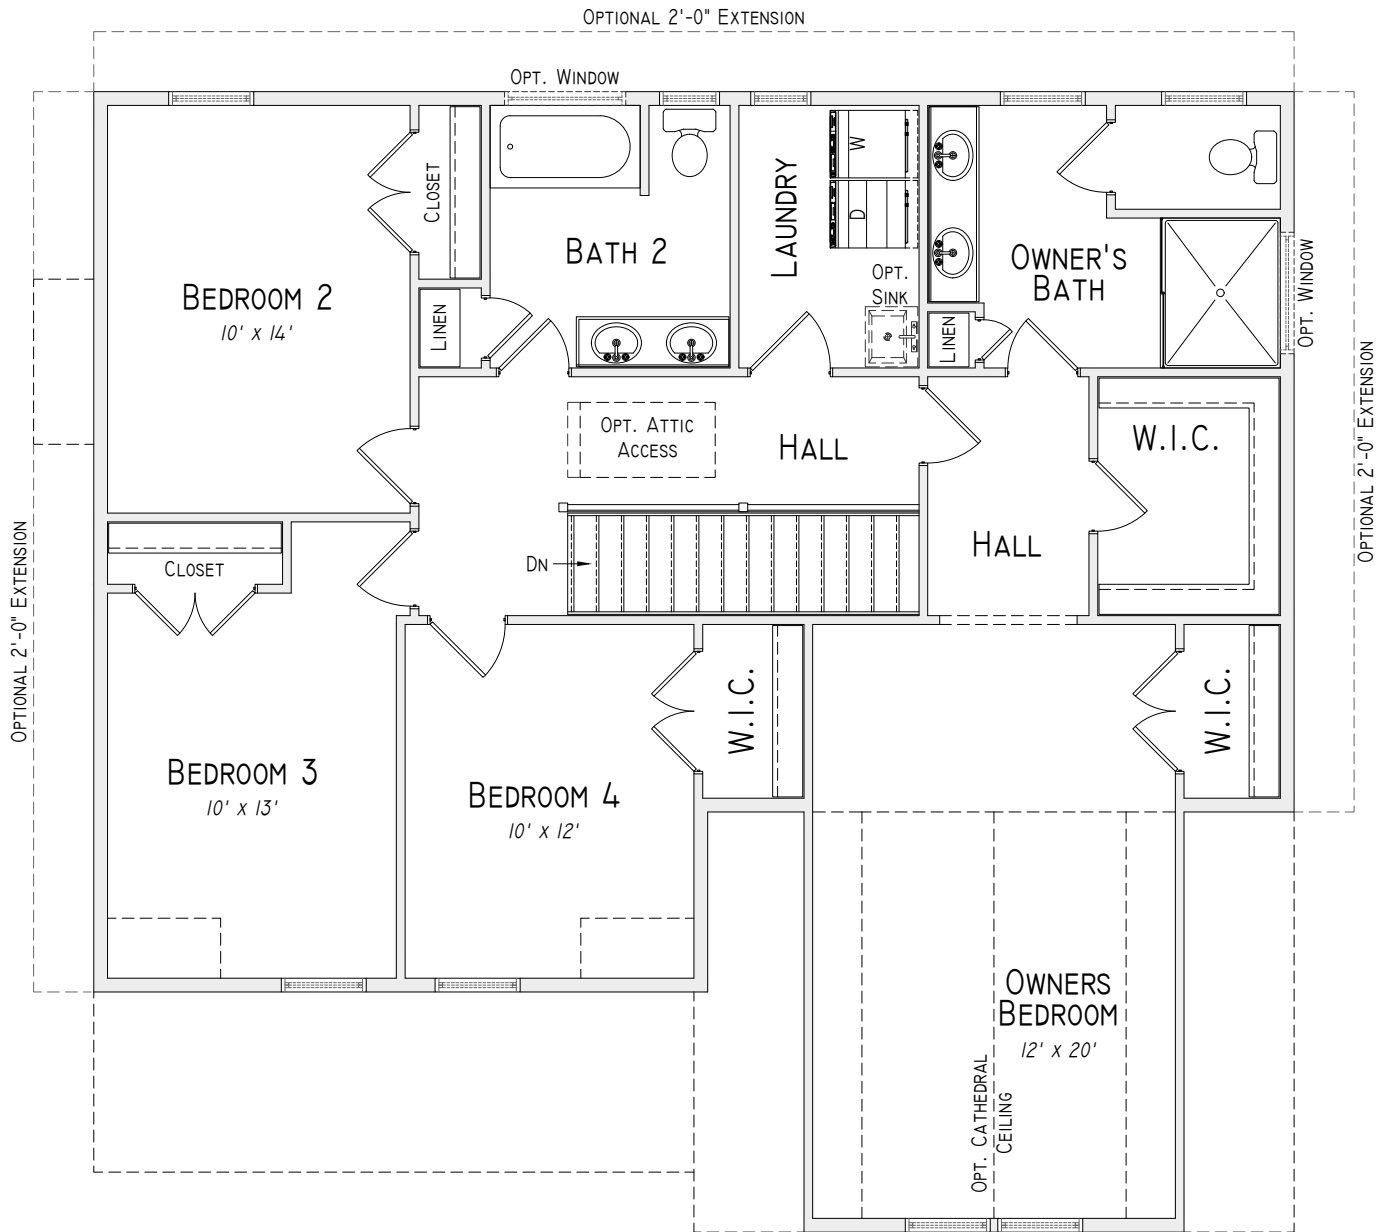 OPTIONAL 2'-0" EXTENSION
OPT. WINDOW
W
CLOSET
LAUNDRY
D
BATH 2
OWNER'S
BATH
OPT.
SINK
OPT. WINDOW
BEDROOM 2
10' X 14'
LINEN
LINEN
OPTIONAL 2'-0" EXTENSION
OPT. ATTIC
ACCESS
HALL
W.I.C.
HALL
DN
CLOSET
OPTIONAL 2'-0" EXTENSION
W.I.C.
W.I.C.
BEDROOM 3
10' X 13'
BEDROOM 4
10' X 12'
OWNERS
BEDROOM
12' X 20'
OPT. CATHEDRAL
CEILING